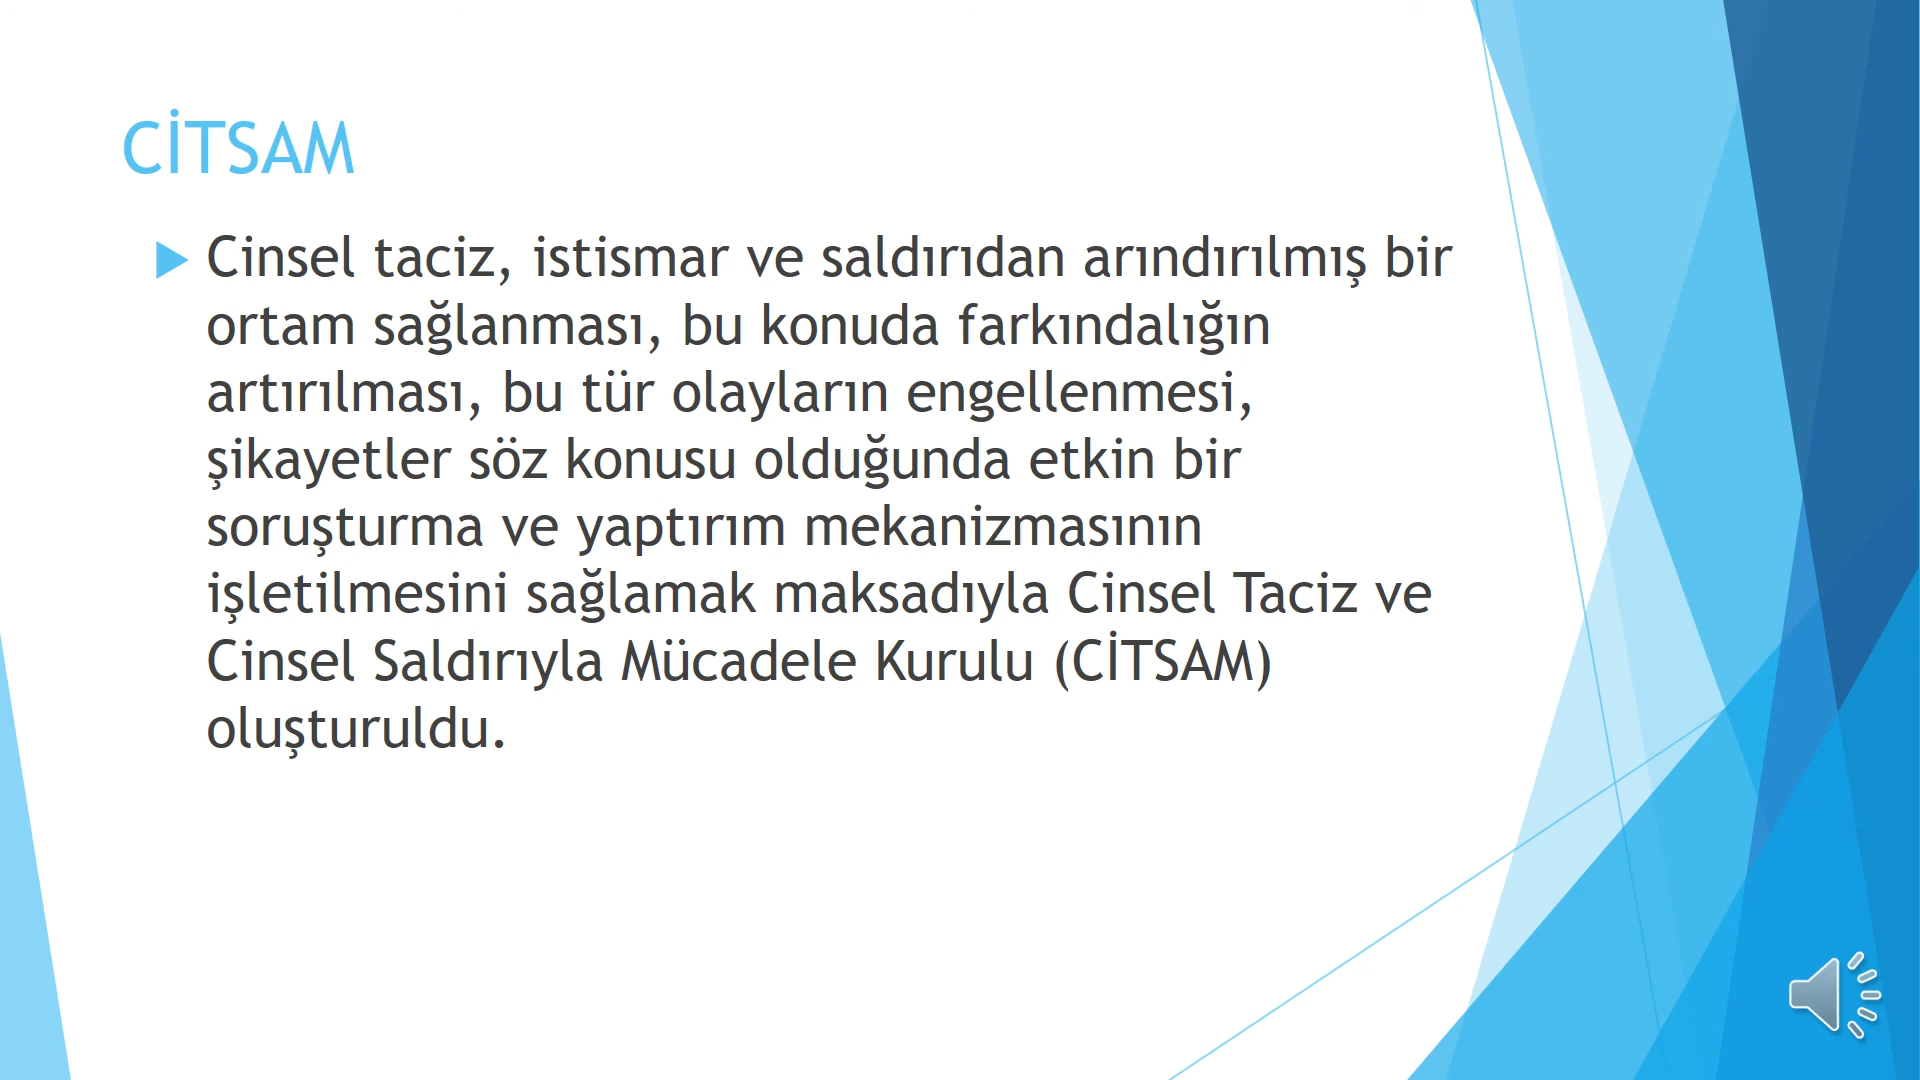 CİTSAM
Cinsel taciz, istismar ve saldırıdan arındırılmış bir
ortam sağlanması, bu konuda farkındalığın
artırılması, bu tür olayların engellenmesi,
şikayetler söz konusu olduğunda etkin bir
soruşturma ve yaptırım mekanizmasının
işletilmesini sağlamak maksadıyla Cinsel Taciz ve
Cinsel Saldırıyla Mücadele Kurulu (CİTSAM)
oluşturuldu.